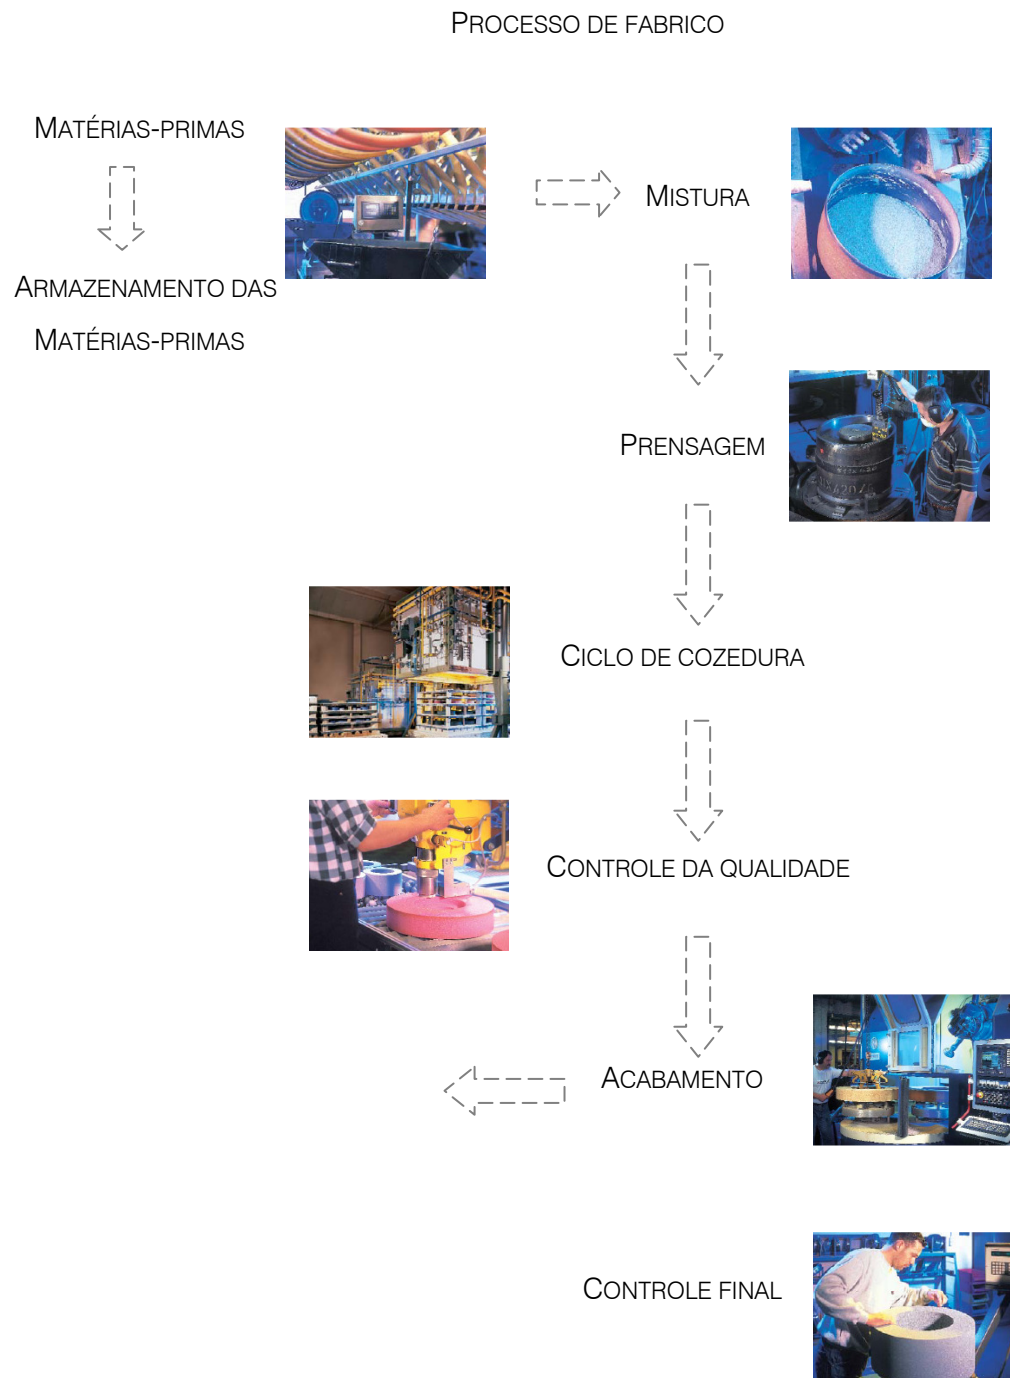 PROCESSO DE FABRICO
MATÉRIAS-PRIMAS
ARMAZENAMENTO DAS
MATÉRIAS-PRIMAS
MISTURA
PRENSAGEM
CICLO DE COZEDURA
CONTROLE DA QUALIDADE
ACABAMENTO
CONTROLE FINAL